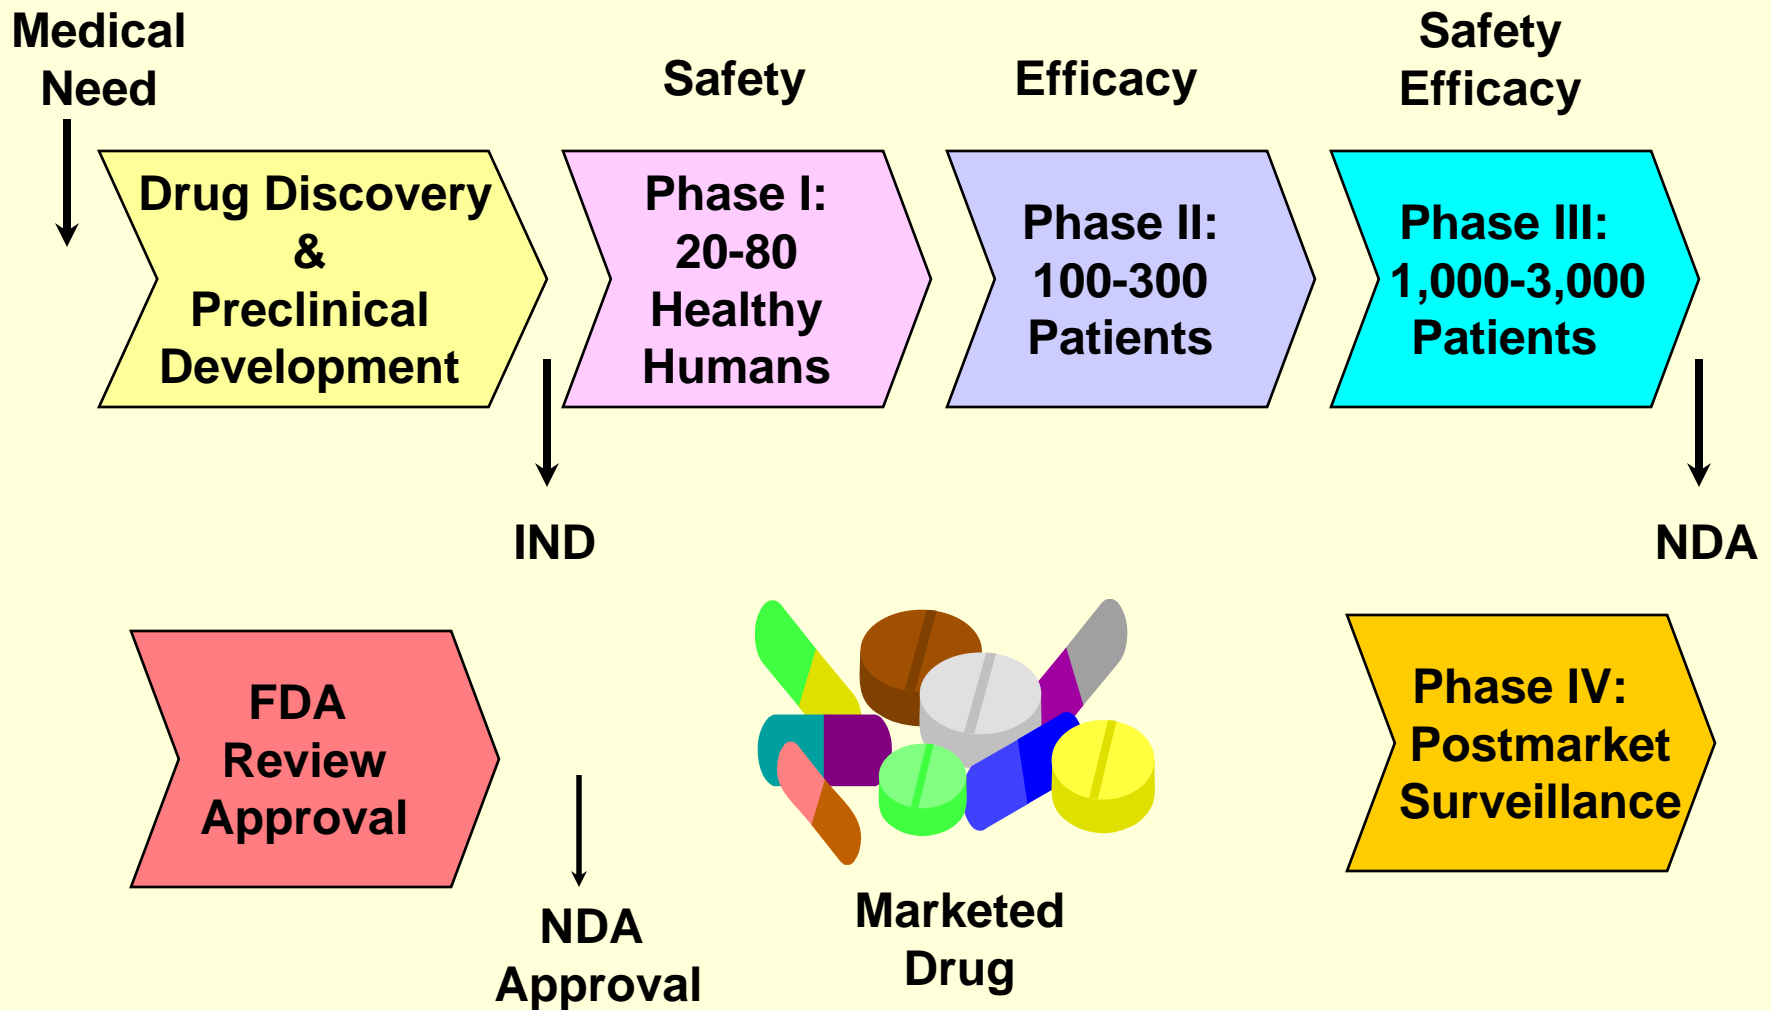 Medical
Need
Safety
Efficacy
Safety
Efficacy
Drug Discovery
&
Preclinical
Development
Phase I:
20-80
Healthy
Humans
Phase II:
100-300
Patients
Phase III:
1,000-3,000
Patients
IND
NDA
FDA
Review
Approval
NDA
Approval
Marketed
Drug
Phase IV:
Postmarket
Surveillance